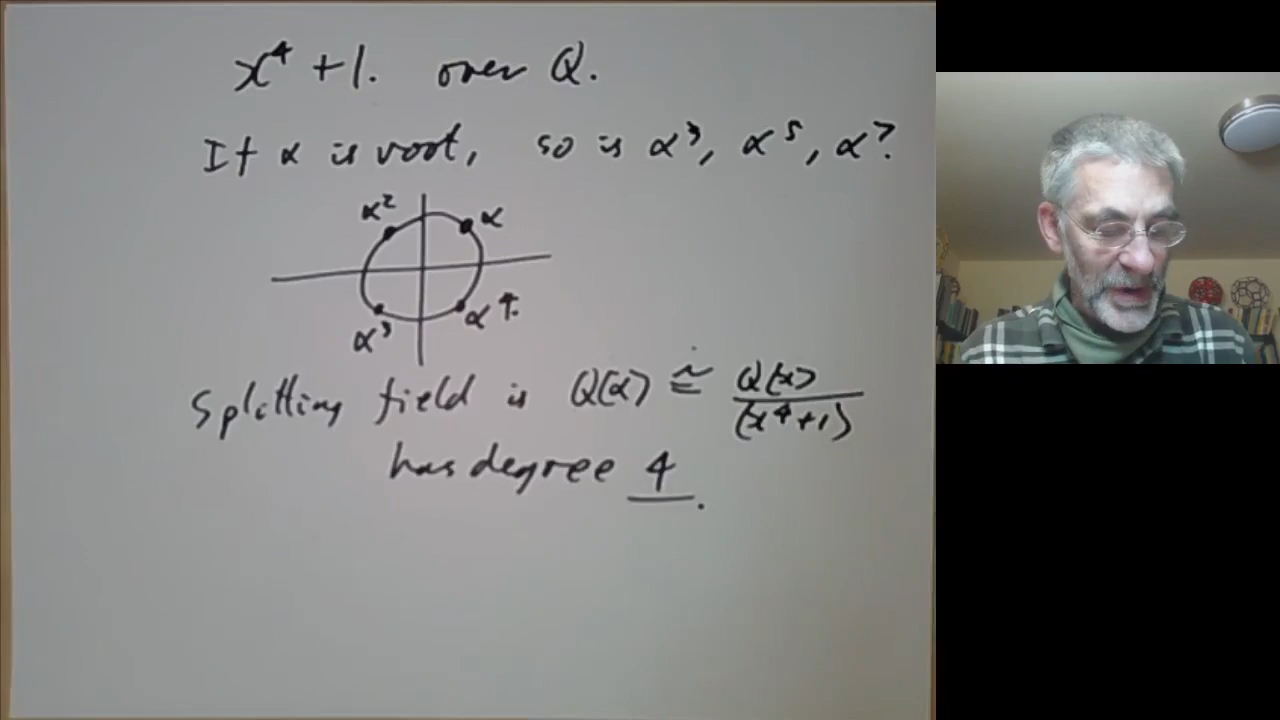 x⁴ + 1. over Q.
If α is root, so is α³, α⁵, α⁷.
α² α
α³ α⁴.
Splitting field is Q(α) ≅ Q(x)/(x⁴+1)
has degree 4.